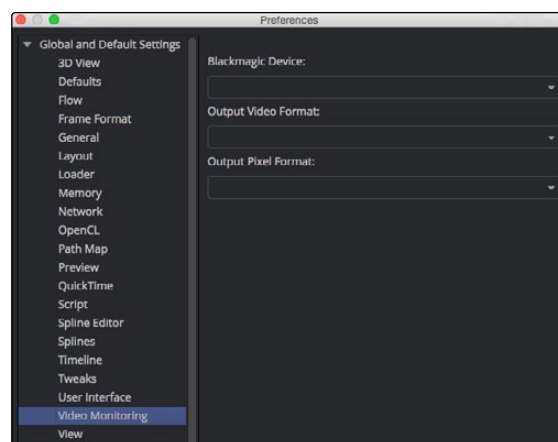 Preferences
Global and Default Settings
3D View
Defaults
Flow
Frame Format
General
Layout
Loader
Memory
Network
OpenCL
Path Map
Preview
QuickTime
Script
Spline Editor
Splines
Timeline
Tweaks
User Interface
Video Monitoring
View
Blackmagic Device:
Output Video Format:
Output Pixel Format: